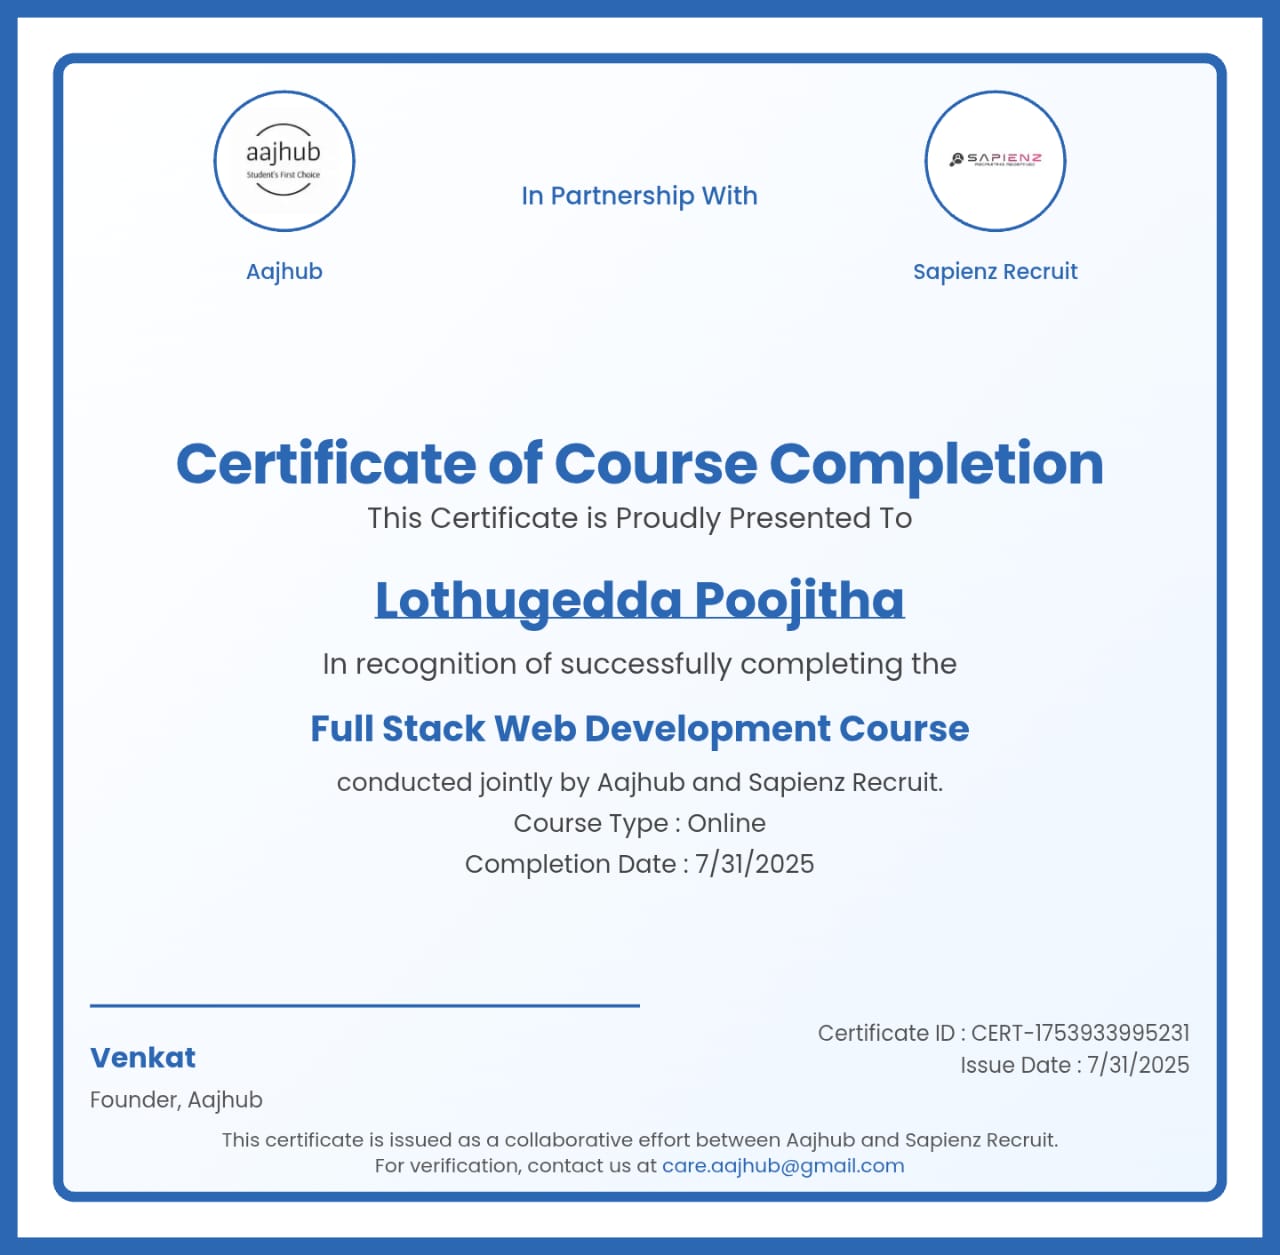 aajhub
Student's First Choice
SAPIENZ
In Partnership With
Aajhub
Sapienz Recruit
Certificate of Course Completion
This Certificate is Proudly Presented To
Lothugedda Poojitha
In recognition of successfully completing the
Full Stack Web Development Course
conducted jointly by Aajhub and Sapienz Recruit.
Course Type : Online
Completion Date : 7/31/2025
Venkat
Founder, Aajhub
Certificate ID : CERT-1753933995231
Issue Date : 7/31/2025
This certificate is issued as a collaborative effort between Aajhub and Sapienz Recruit.
For verification, contact us at care.aajhub@gmail.com